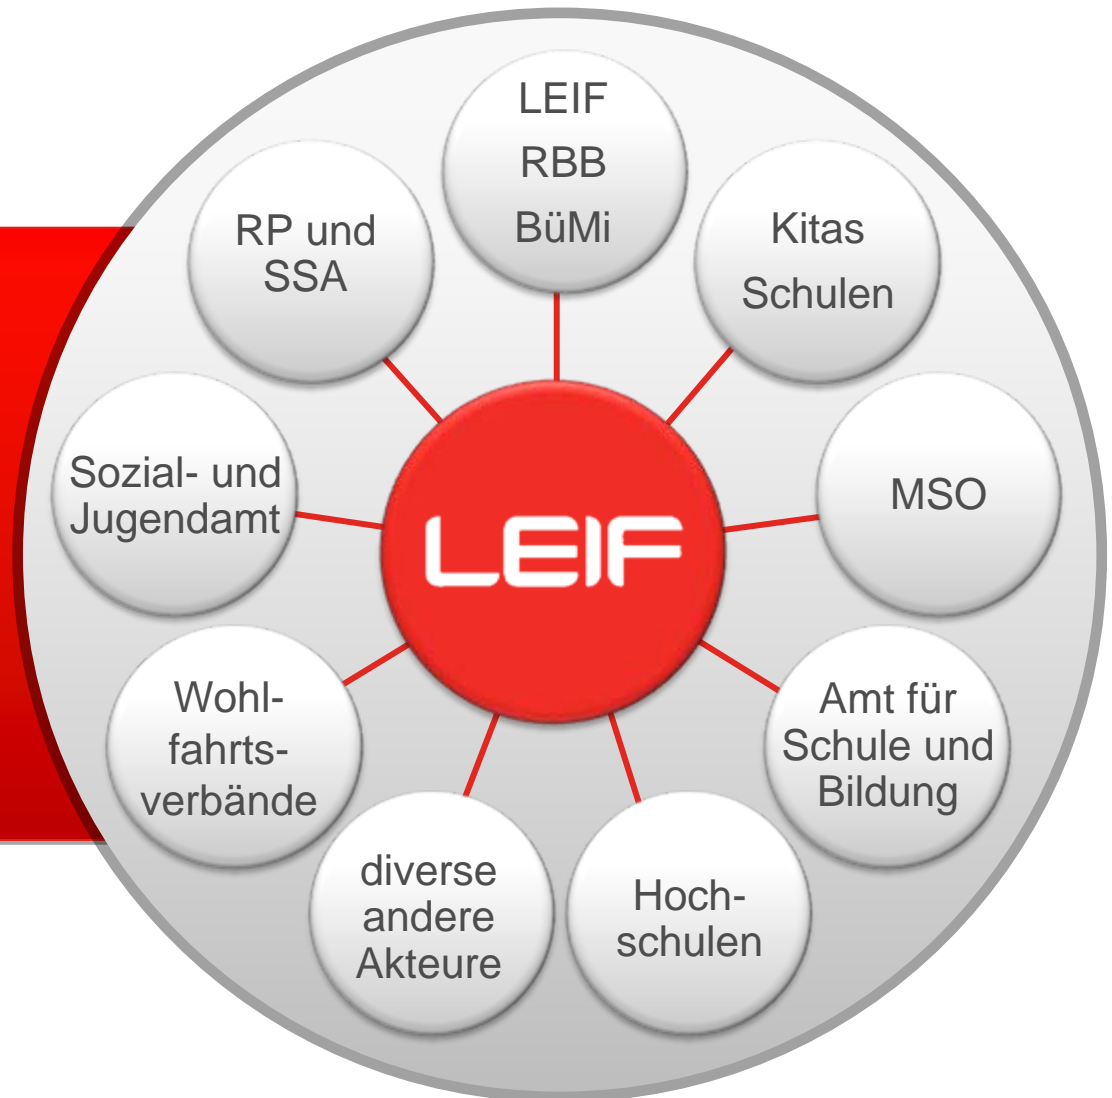 LEIF
RBB
BüMi
Kitas
Schulen
MSO
Amt für
Schule und
Bildung
Hoch-
schulen
diverse
andere
Akteure
Wohl-
fahrts-
verbände
Sozial- und
Jugendamt
RP und
SSA
LEIF